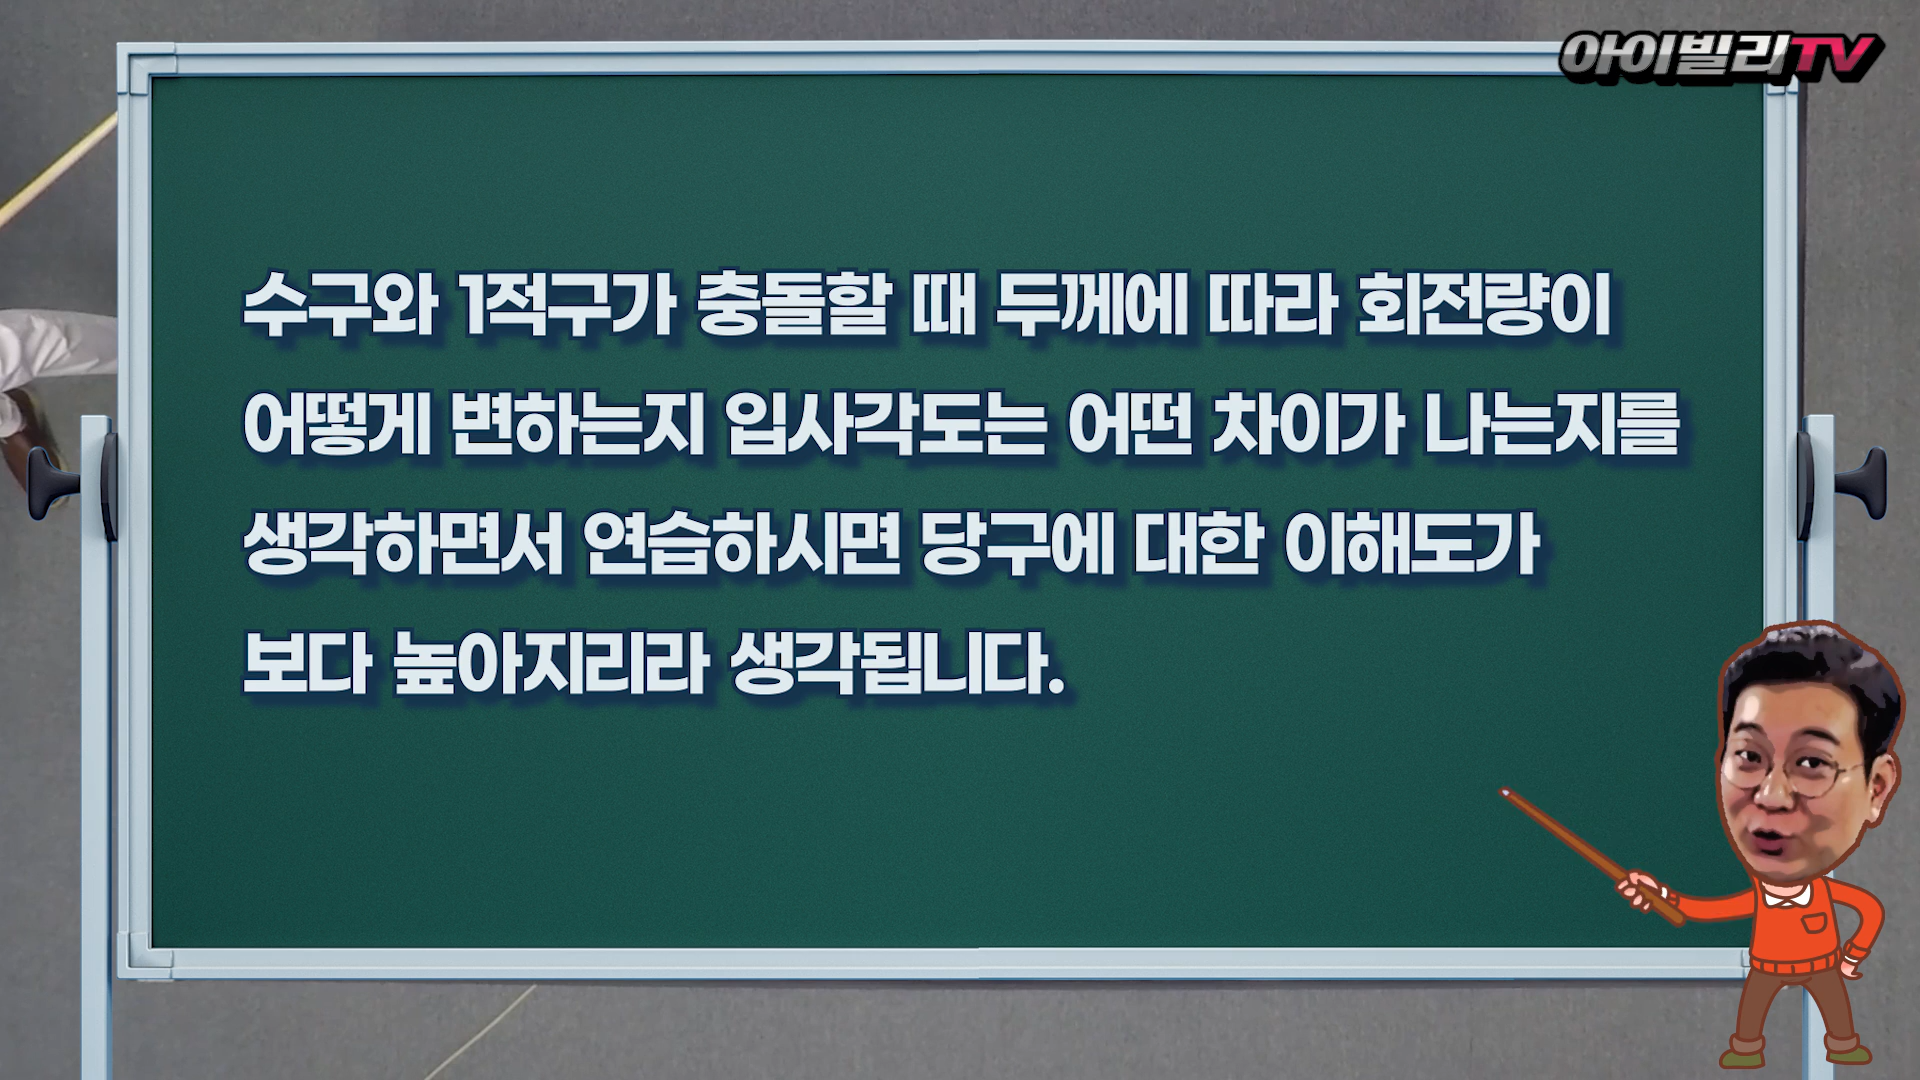 아이빌리TV
수구와 1적구가 충돌할 때 두께에 따라 회전량이
어떻게 변하는지 입사각도는 어떤 차이가 나는지를
생각하면서 연습하시면 당구에 대한 이해도가
보다 높아지리라 생각됩니다.